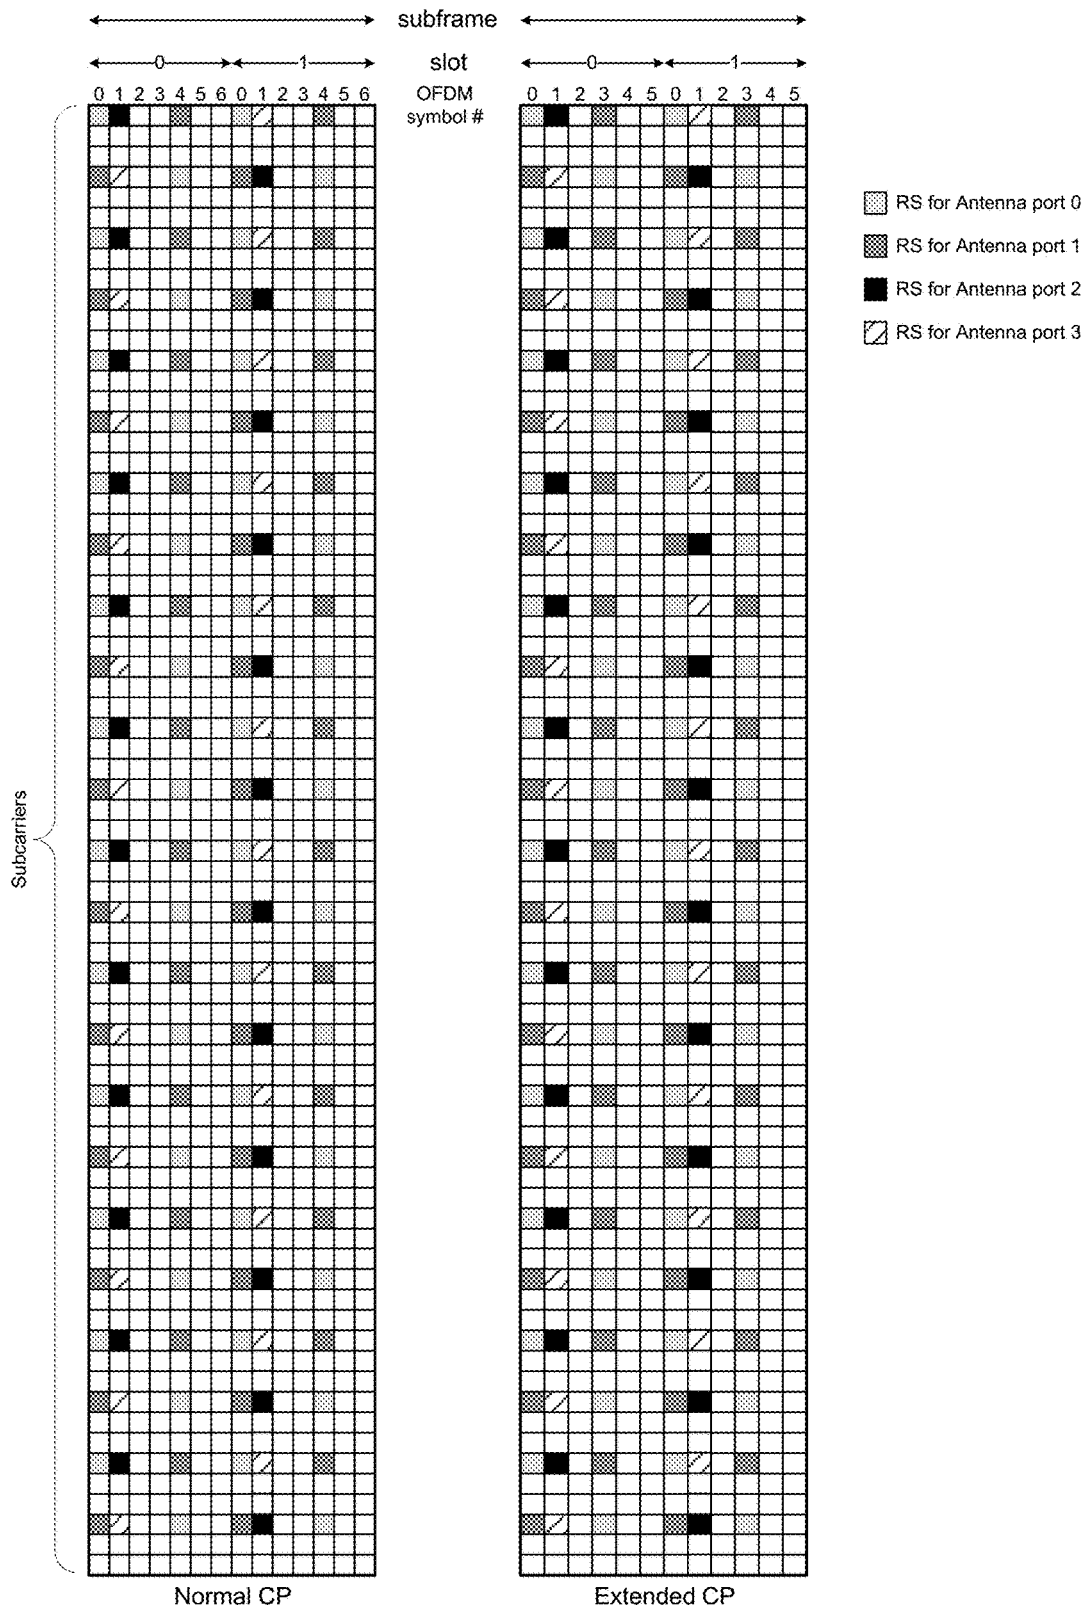 subframe
slot
0 1
0 1
0 1 2 3 4 5 6 0 1 2 3 4 5 6
OFDM
symbol #
0 1 2 3 4 5 0 1 2 3 4 5
RS for Antenna port 0
RS for Antenna port 1
RS for Antenna port 2
RS for Antenna port 3
Subcarriers
Normal CP
Extended CP